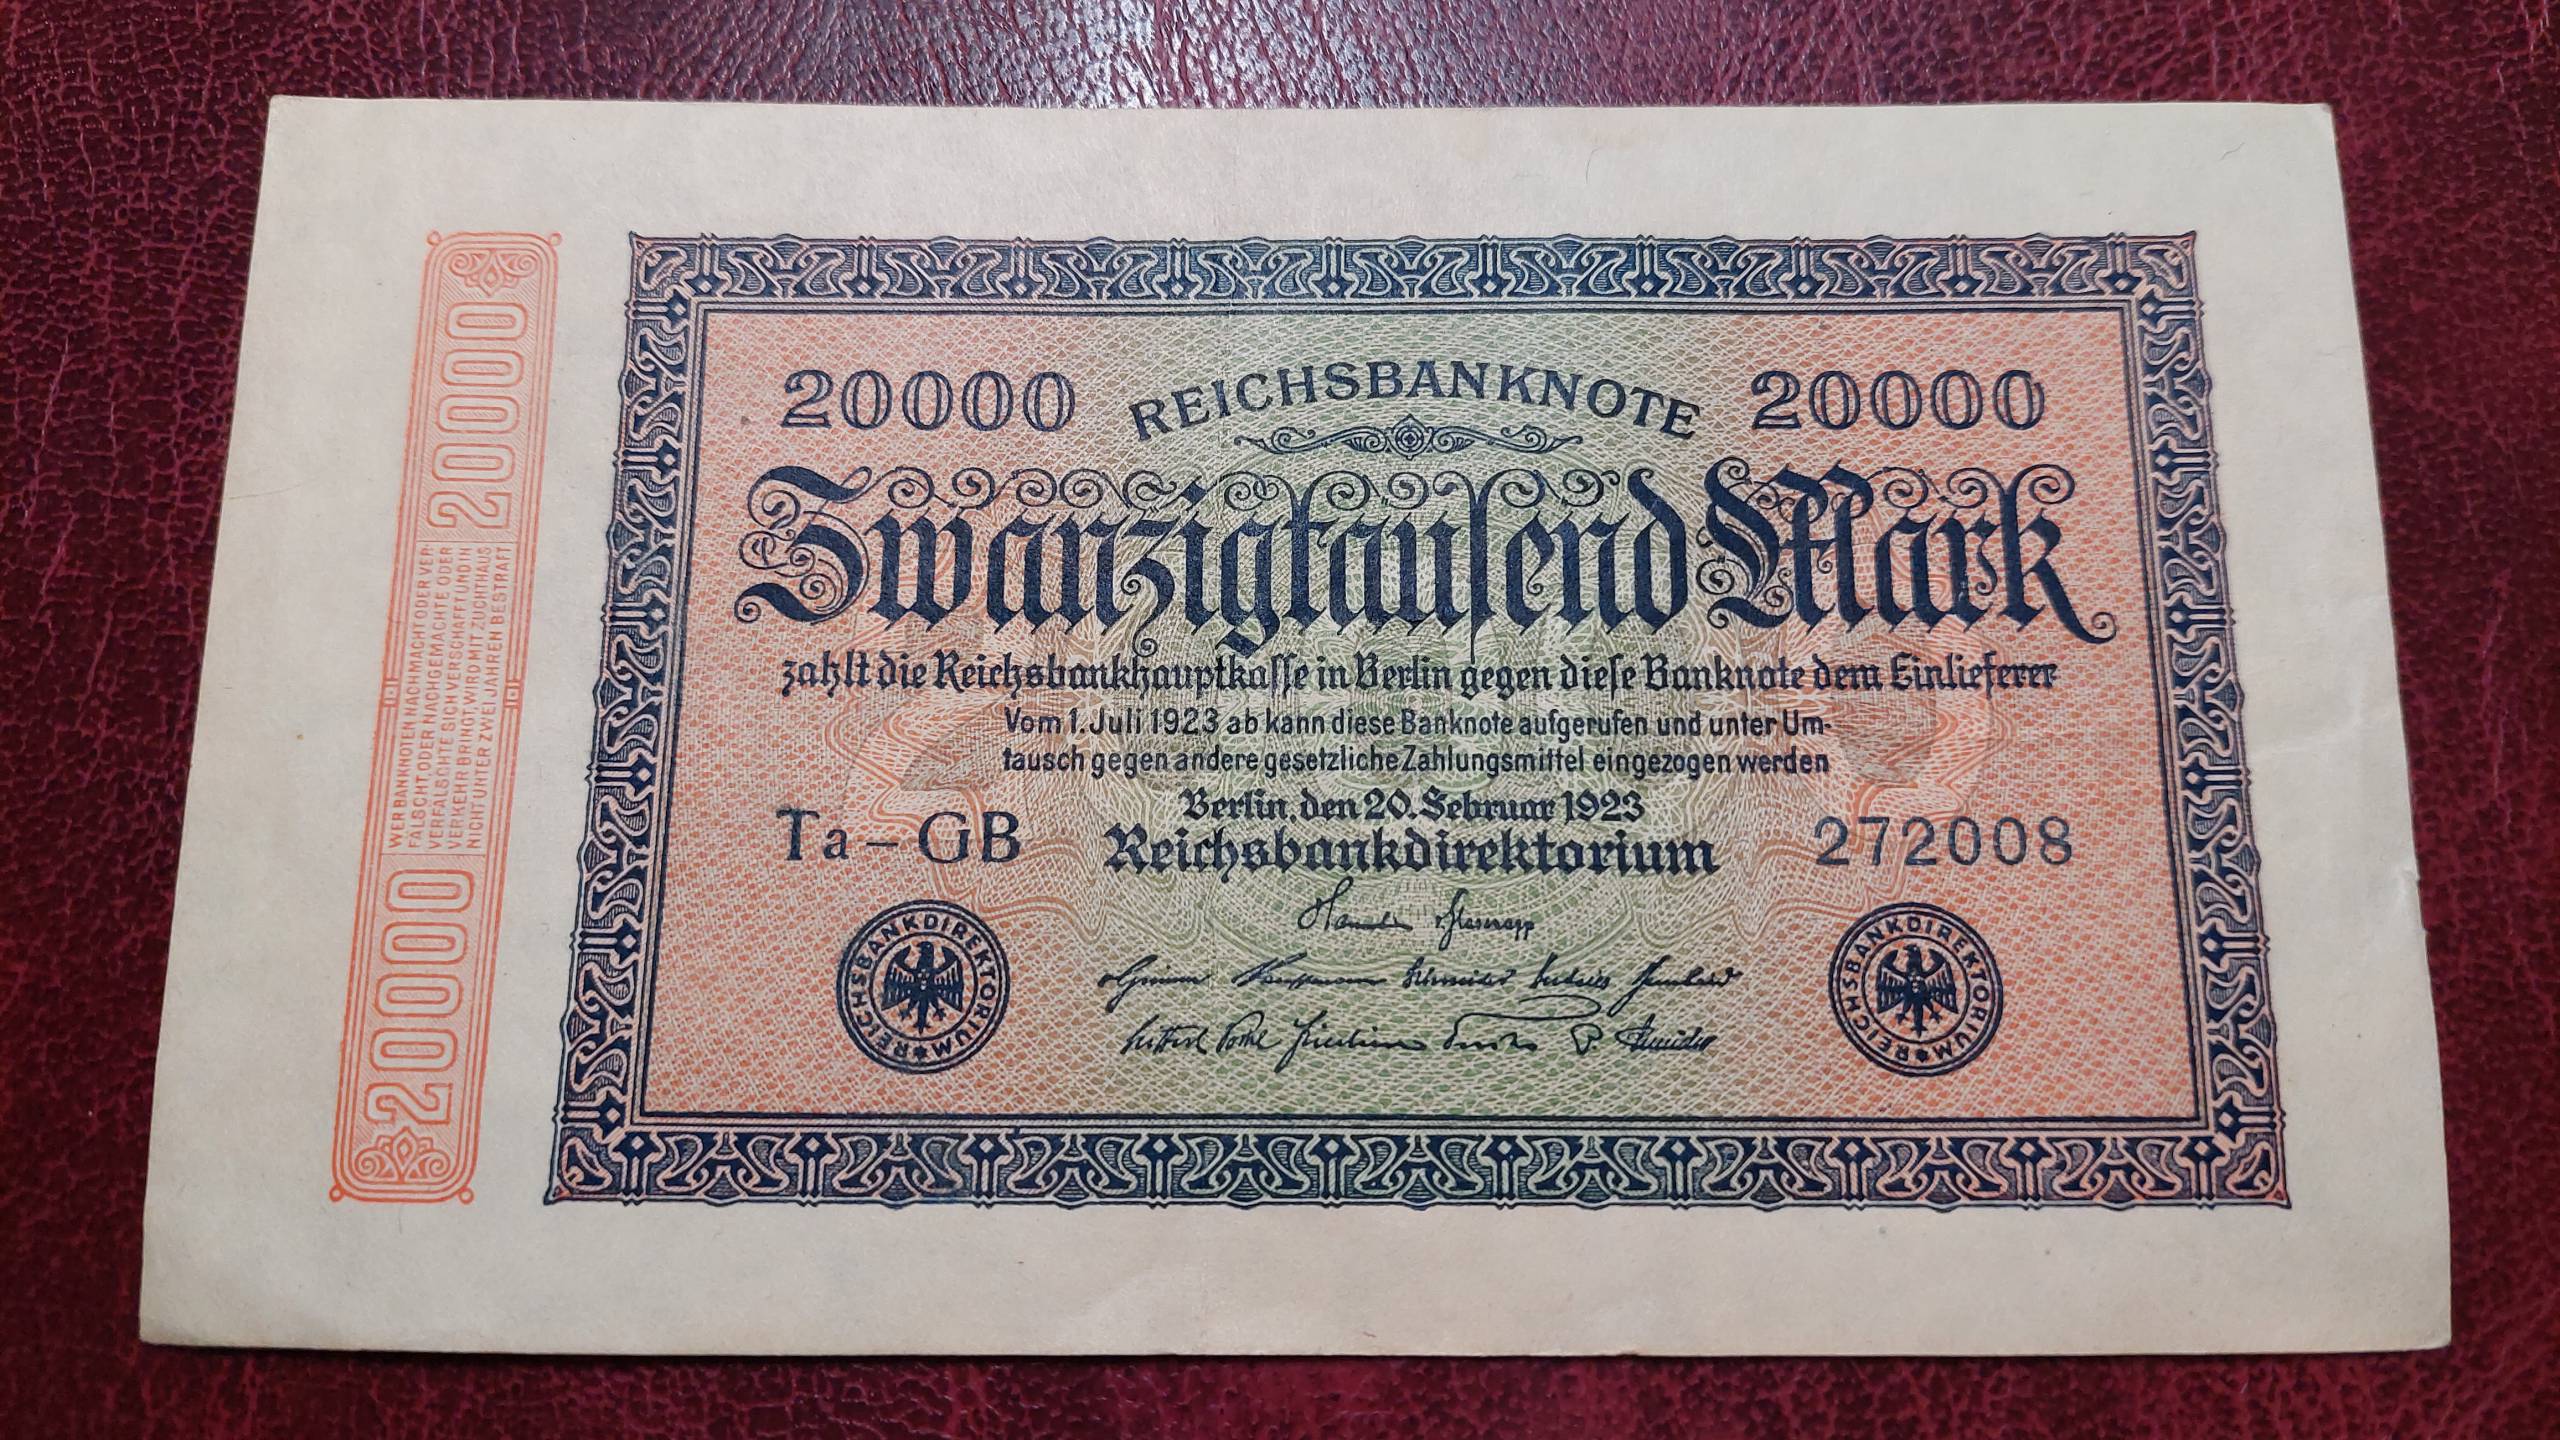 20000 REICHSBANKNOTE 20000
Zwanzigtausend Mark
zahlt die Reichsbankhauptkasse in Berlin gegen diese Banknote dem Einlieferer
Vom 1. Juli 1923 ab kann diese Banknote aufgerufen und unter Um-
tausch gegen andere gesetzliche Zahlungsmittel eingezogen werden
Berlin, den 20. Februar 1923
Ta – GB
Reichsbankdirektorium
272008
REICHSBANKDIREKTORIUM
REICHSBANKDIREKTORIUM
20000
WER BANKNOTEN NACHMACHT ODER VER-
FÄLSCHT ODER NACHGEMACHTE ODER
VERFÄLSCHTE SICH VERSCHAFFT UND IN
VERKEHR BRINGT, WIRD MIT ZUCHTHAUS
NICHT UNTER ZWEI JAHREN BESTRAFT
20000